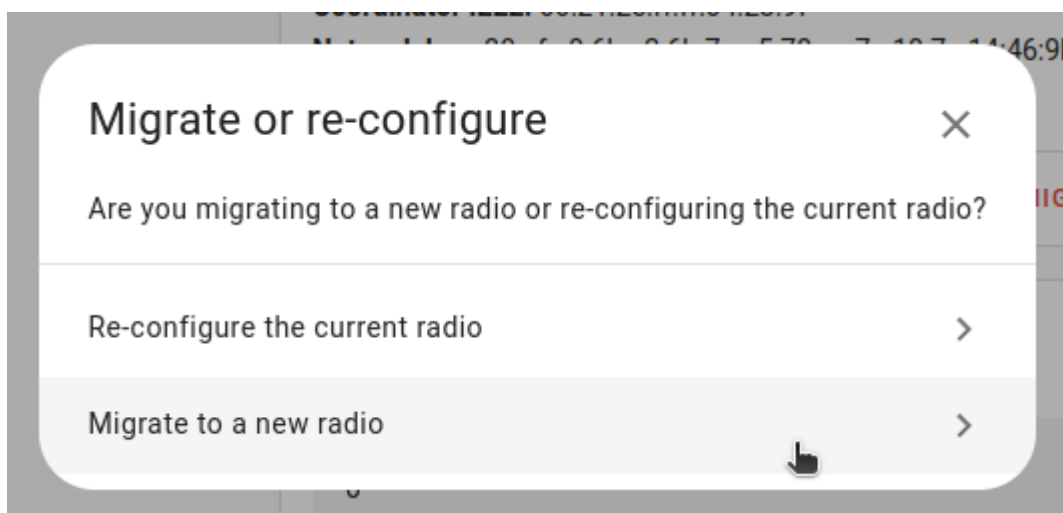 Migrate or re-configure
Are you migrating to a new radio or re-configuring the current radio?
Re-configure the current radio
Migrate to a new radio